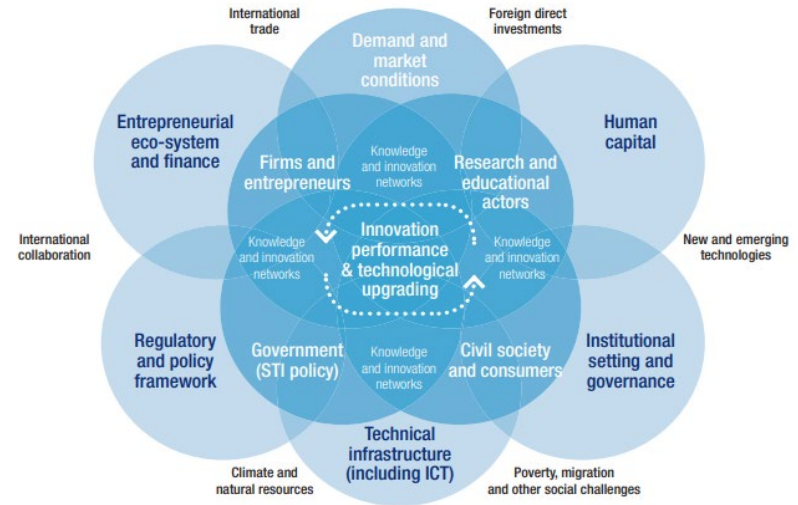 International
trade
Foreign direct
investments
Demand and
market
conditions
Entrepreneurial
eco-system
and finance
Human
capital
Firms and
entrepreneurs
Knowledge
and innovation
networks
Research and
educational
actors
International
collaboration
Knowledge
and innovation
networks
Innovation
performance
& technological
upgrading
Knowledge
and innovation
networks
New and emerging
technologies
Regulatory
and policy
framework
Government
(STI policy)
Knowledge
and innovation
networks
Civil society
and consumers
Institutional
setting and
governance
Technical
infrastructure
(including ICT)
Climate and
natural resources
Poverty, migration
and other social challenges